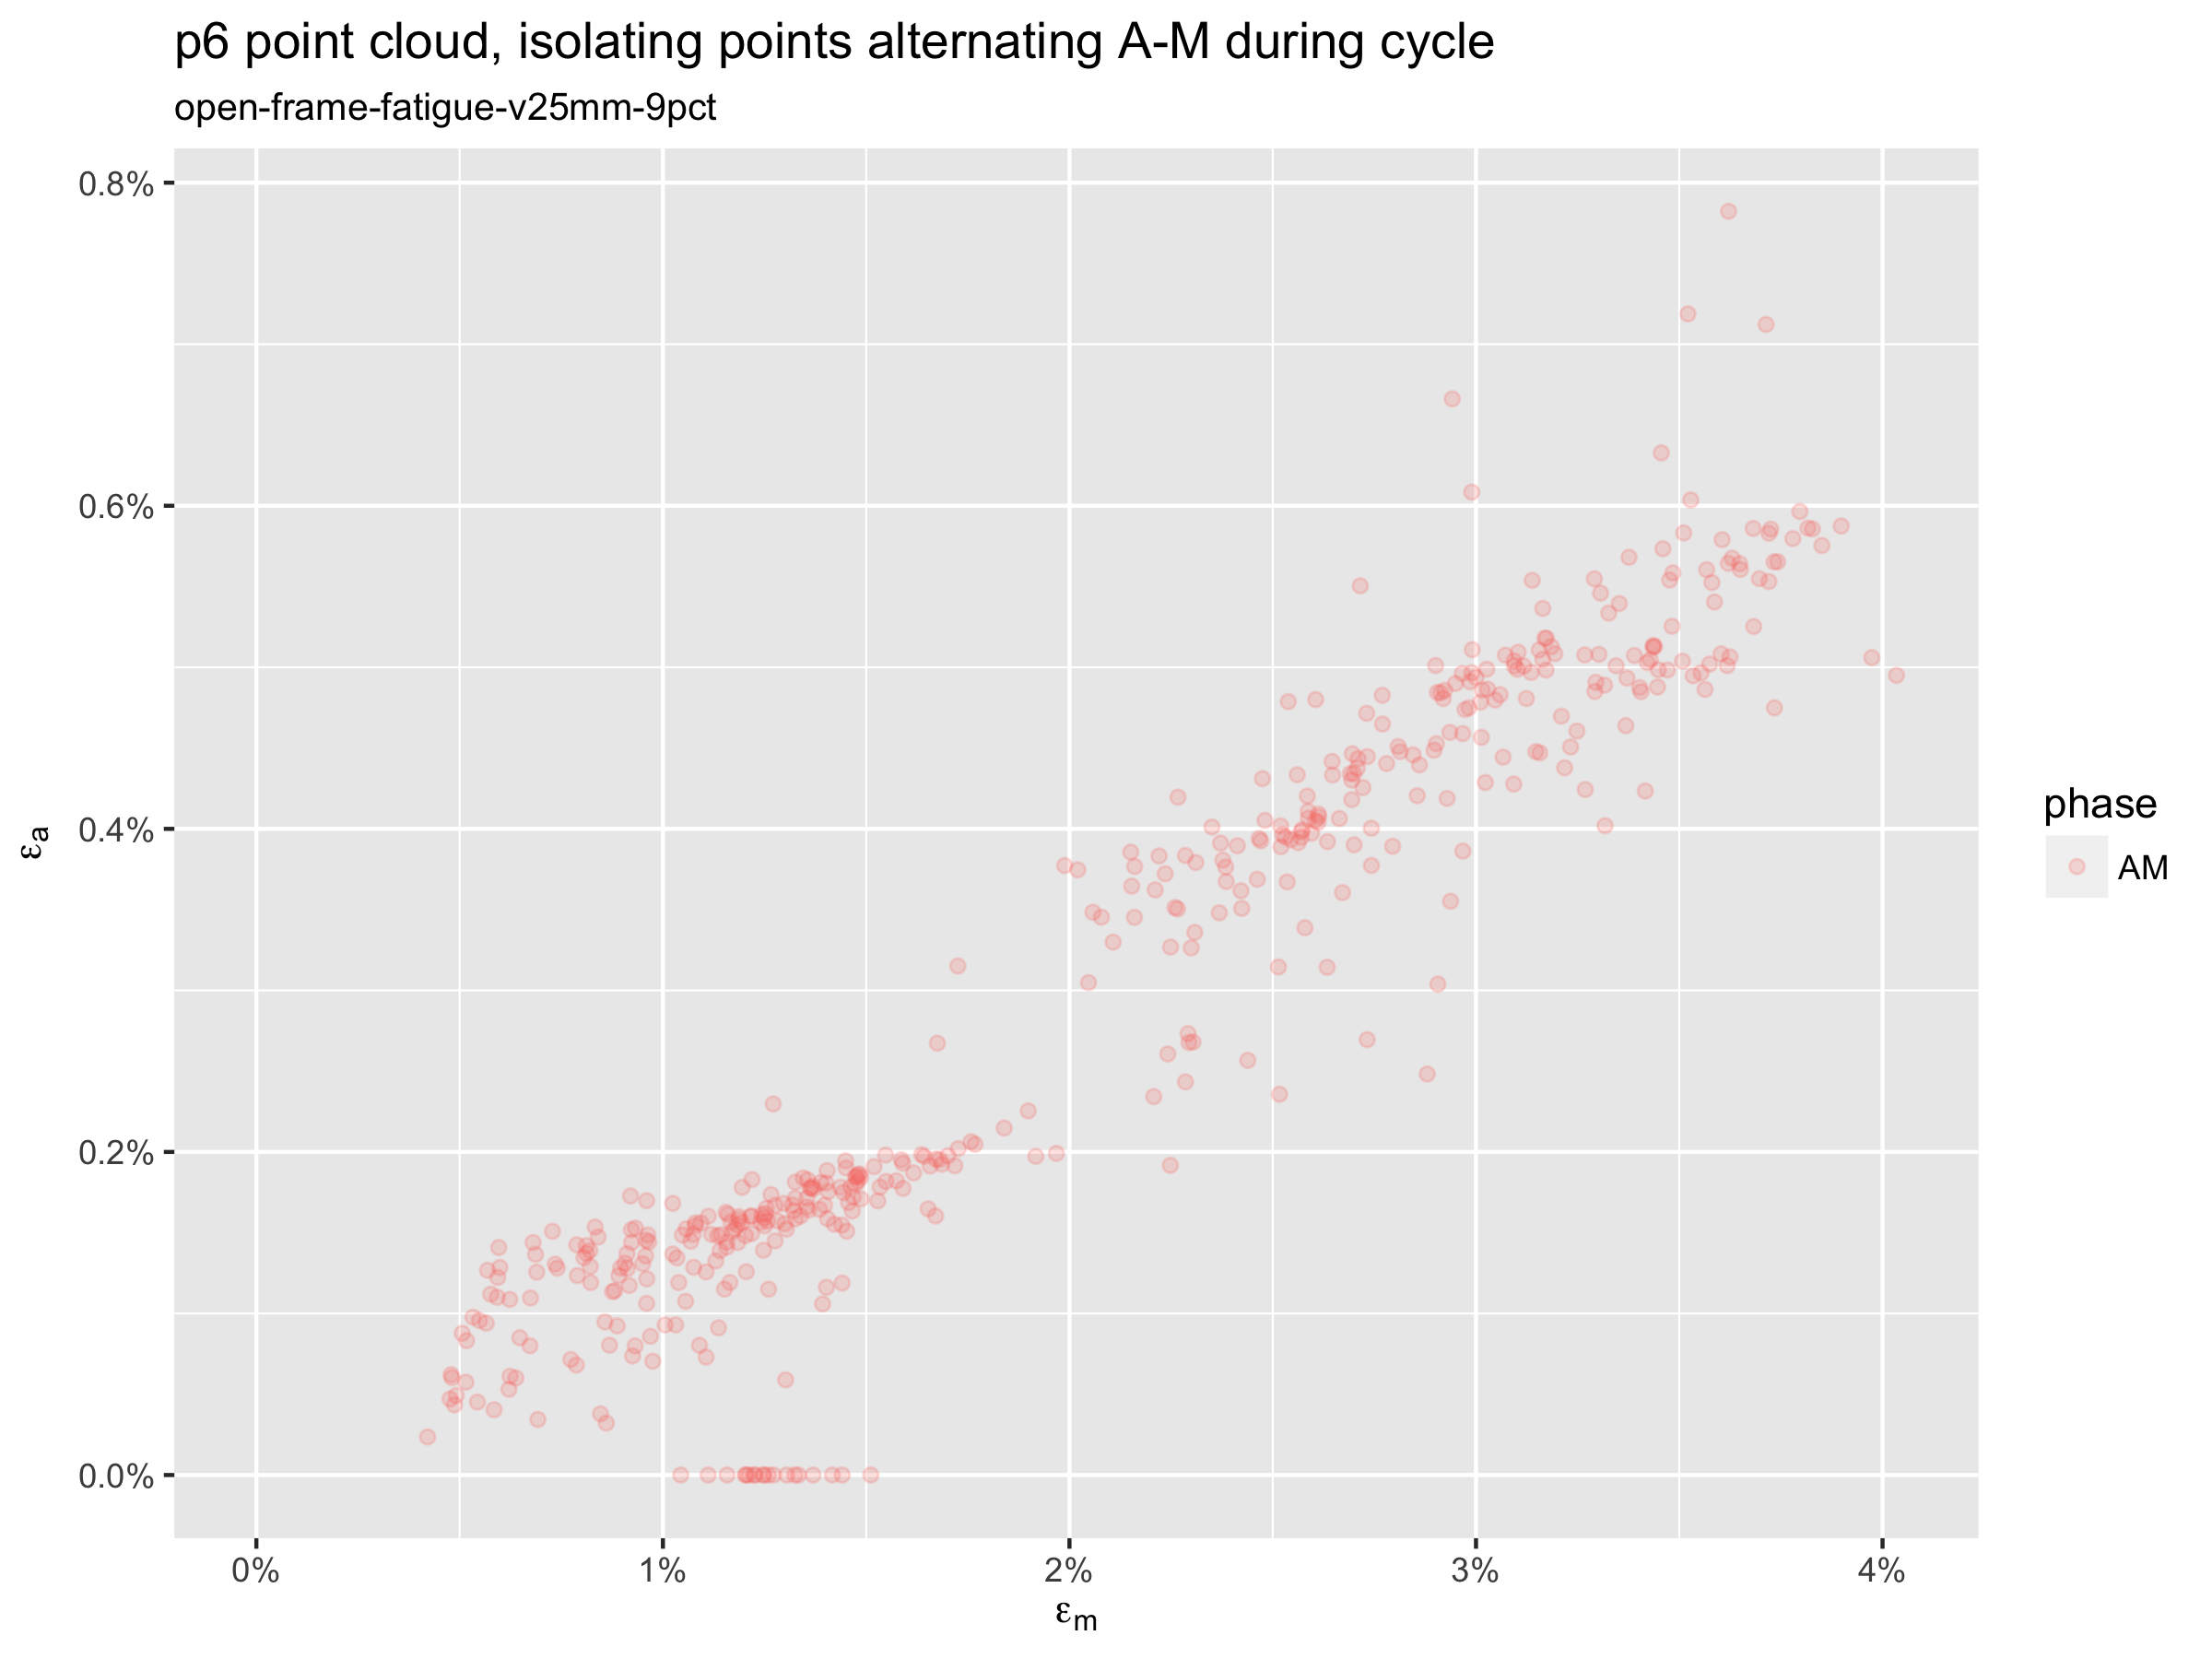 p6 point cloud, isolating points alternating A-M during cycle
open-frame-fatigue-v25mm-9pct
0.8%
0.6%
0.4%
0.2%
0.0%
εa
0%
1%
2%
3%
4%
εm
phase
AM